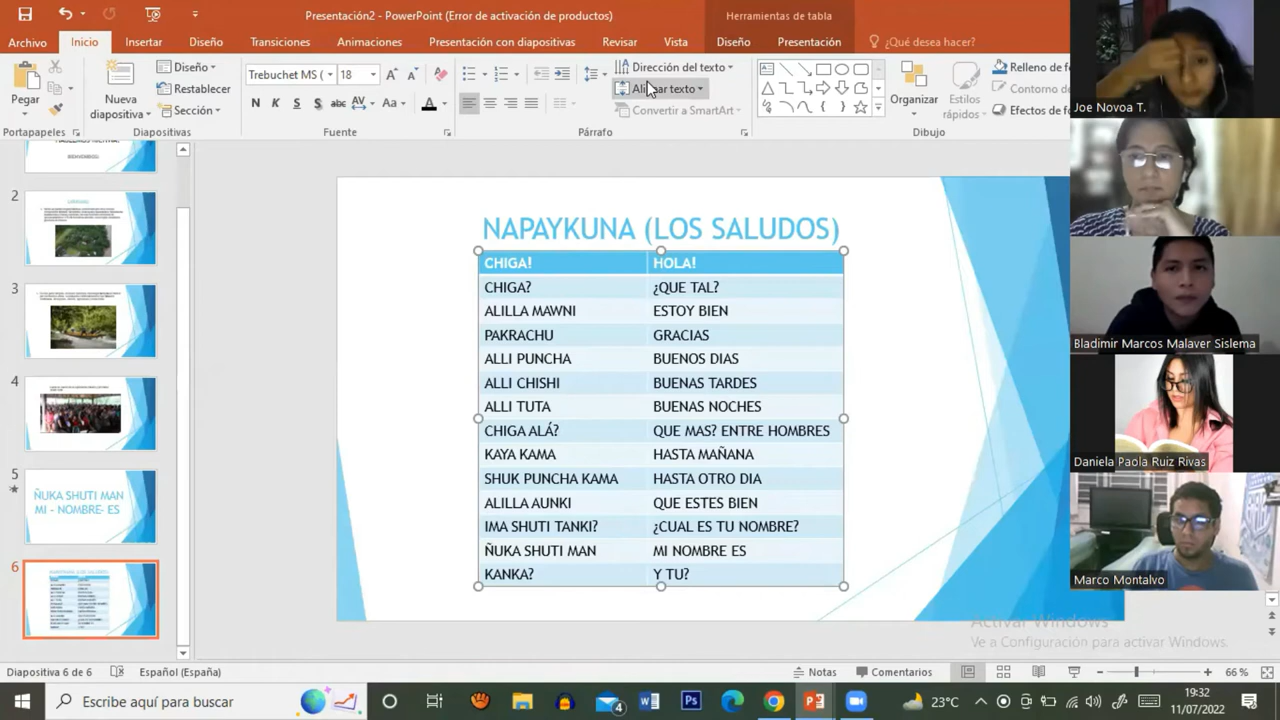 Presentación2 - PowerPoint (Error de activación de productos)
Herramientas de tabla
Archivo
Inicio
Insertar
Diseño
Transiciones
Animaciones
Presentación con diapositivas
Revisar
Vista
Diseño
Presentación
¿Qué desea hacer?
Pegar
Nueva diapositiva
Diseño
Restablecer
Sección
Trebuchet MS (
18
Dirección del texto
Alinear texto
Convertir a SmartArt
Organizar
Estilos rápidos
Relleno de f
Contorno d
Efectos de fo
Portapapeles
Diapositivas
Fuente
Párrafo
Dibujo
2
3
4
5
ÑUKA SHUTI MAN
MI - NOMBRE- ES
6
NAPAYKUNA (LOS SALUDOS)
CHIGA! HOLA!
CHIGA? ¿QUE TAL?
ALILLA MAWNI ESTOY BIEN
PAKRACHU GRACIAS
ALLI PUNCHA BUENOS DIAS
ALLI CHISHI BUENAS TARDES
ALLI TUTA BUENAS NOCHES
CHIGA ALÁ? QUE MAS? ENTRE HOMBRES
KAYA KAMA HASTA MAÑANA
SHUK PUNCHA KAMA HASTA OTRO DIA
ALILLA AUNKI QUE ESTES BIEN
IMA SHUTI TANKI? ¿CUAL ES TU NOMBRE?
ÑUKA SHUTI MAN MI NOMBRE ES
KANKA? Y TU?
Joe Novoa T.
Bladimir Marcos Malaver Sislema
Daniela Paola Ruiz Rivas
Marco Montalvo
Activar Windows
Ve a Configuración para activar Windows.
Diapositiva 6 de 6
Español (España)
Notas
Comentarios
66 %
Escribe aquí para buscar
4
23°C
19:32
11/07/2022